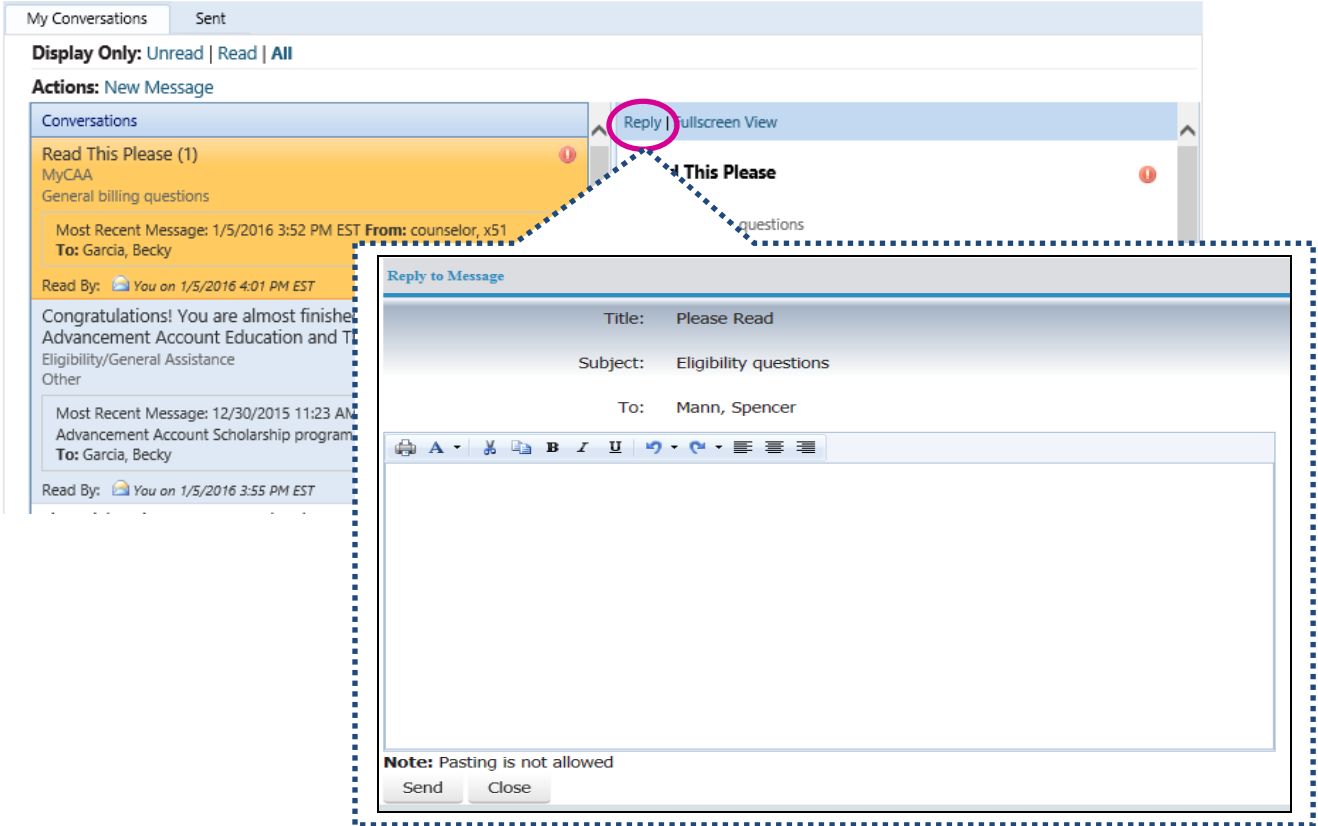 My Conversations Sent
Display Only: Unread | Read | All
Actions: New Message
Conversations
Read This Please (1)
MyCAA
General billing questions
Most Recent Message: 1/5/2016 3:52 PM EST From: counselor, x51
To: Garcia, Becky
Read By: You on 1/5/2016 4:01 PM EST
Congratulations! You are almost finishe
Advancement Account Education and T
Eligibility/General Assistance
Other
Most Recent Message: 12/30/2015 11:23 AM
Advancement Account Scholarship program
To: Garcia, Becky
Read By: You on 1/5/2016 3:55 PM EST
Reply | Fullscreen View
This Please
questions
Reply to Message
Title: Please Read
Subject: Eligibility questions
To: Mann, Spencer
A B I U
Note: Pasting is not allowed
Send Close